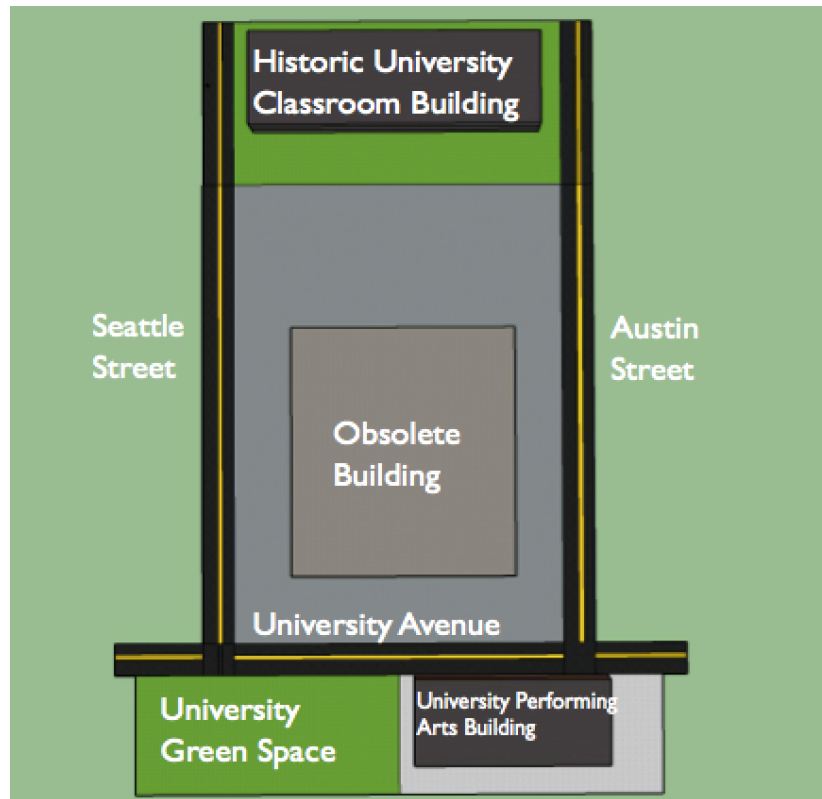 Historic University
Classroom Building
Seattle
Street
Austin
Street
Obsolete
Building
University Avenue
University
Green Space
University Performing
Arts Building